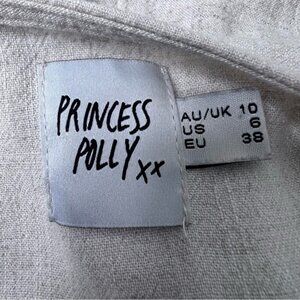 PRINCESS
POLLY xx
AU/UK 10
US 6
EU 38